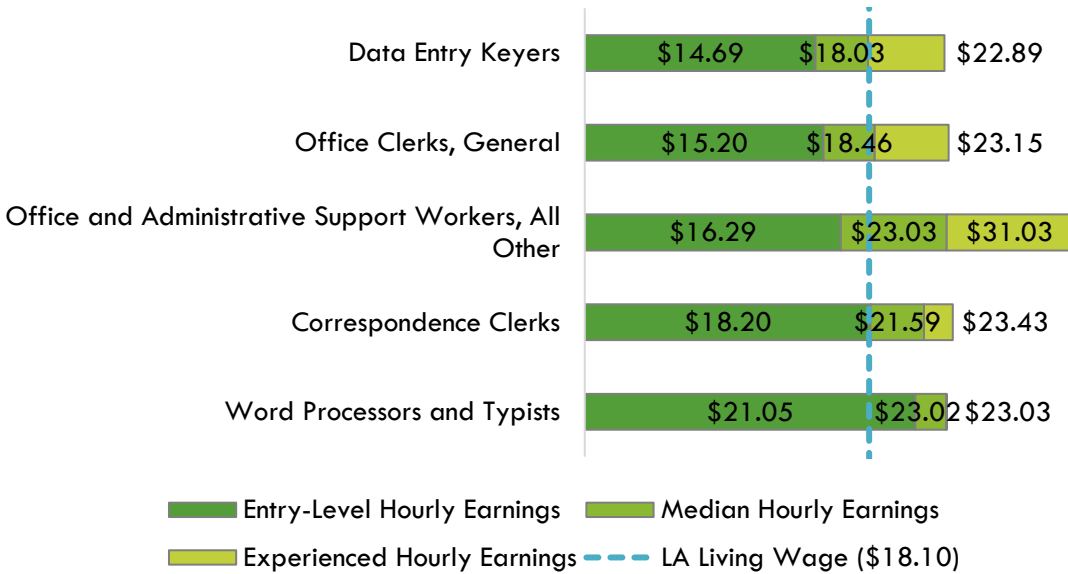 Data Entry Keyers $14.69 $18.03 $22.89
Office Clerks, General $15.20 $18.46 $23.15
Office and Administrative Support Workers, All
Other $16.29 $23.03 $31.03
Correspondence Clerks $18.20 $21.59 $23.43
Word Processors and Typists $21.05 $23.02 $23.03
Entry-Level Hourly Earnings Median Hourly Earnings
Experienced Hourly Earnings LA Living Wage ($18.10)